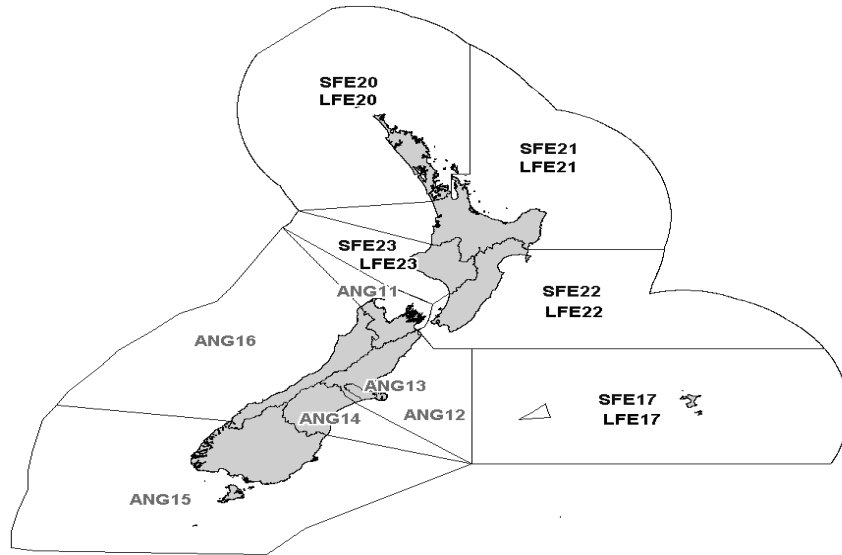 SFE20
LFE20
SFE21
LFE21
SFE23
LFE23
ANG11
SFE22
LFE22
ANG16
ANG13
ANG12
ANG14
SFE17
LFE17
ANG15